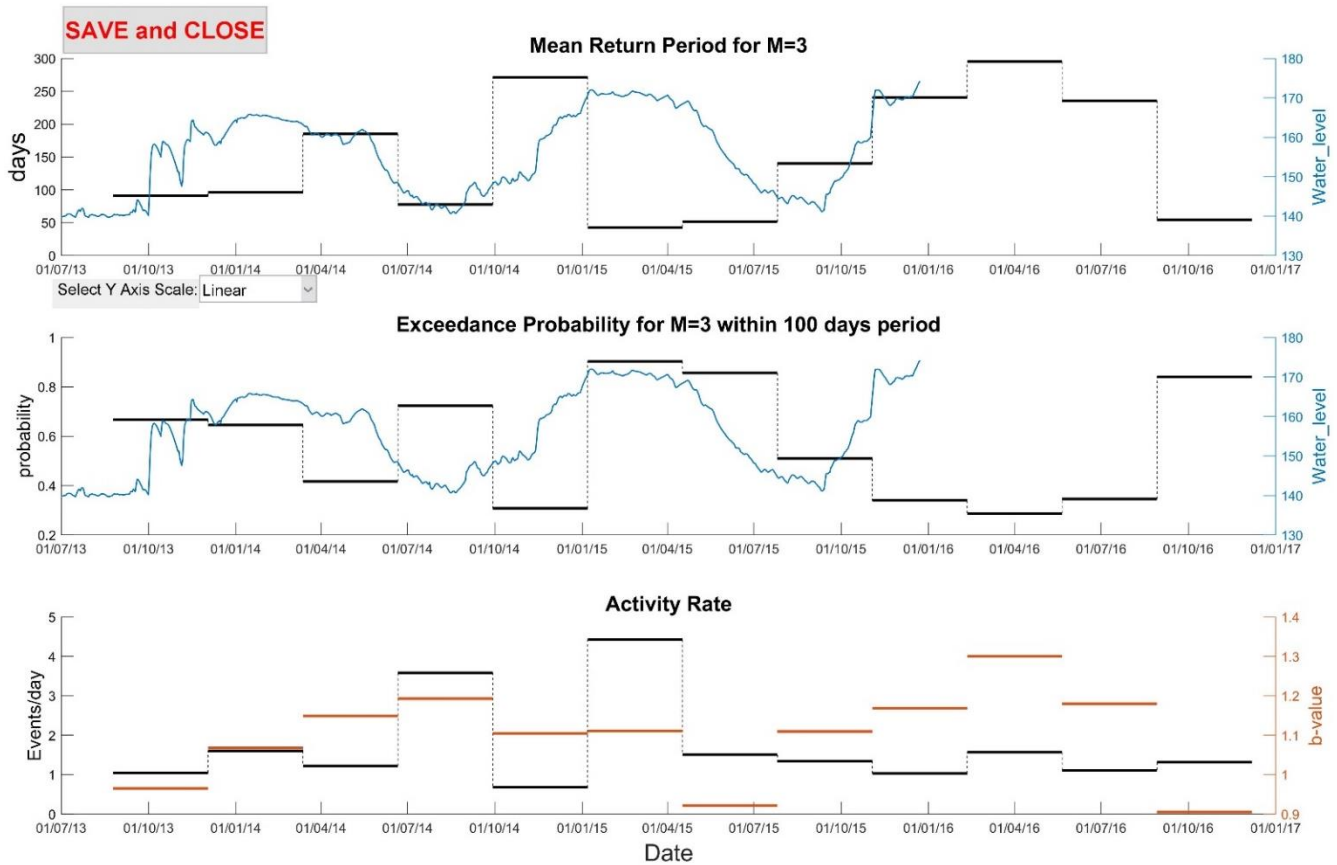 SAVE and CLOSE
Mean Return Period for M=3
300
250
200
150
100
50
0
days
180
170
160
150
140
130
Water_level
01/07/13 01/10/13 01/01/14 01/04/14 01/07/14 01/10/14 01/01/15 01/04/15 01/07/15 01/10/15 01/01/16 01/04/16 01/07/16 01/10/16 01/01/17
Select Y Axis Scale: Linear
Exceedance Probability for M=3 within 100 days period
1
0.8
0.6
0.4
0.2
probability
180
170
160
150
140
130
Water_level
01/07/13 01/10/13 01/01/14 01/04/14 01/07/14 01/10/14 01/01/15 01/04/15 01/07/15 01/10/15 01/01/16 01/04/16 01/07/16 01/10/16 01/01/17
Activity Rate
5
4
3
2
1
0
Events/day
1.4
1.3
1.2
1.1
1
0.9
b-value
01/07/13 01/10/13 01/01/14 01/04/14 01/07/14 01/10/14 01/01/15 01/04/15 01/07/15 01/10/15 01/01/16 01/04/16 01/07/16 01/10/16 01/01/17
Date